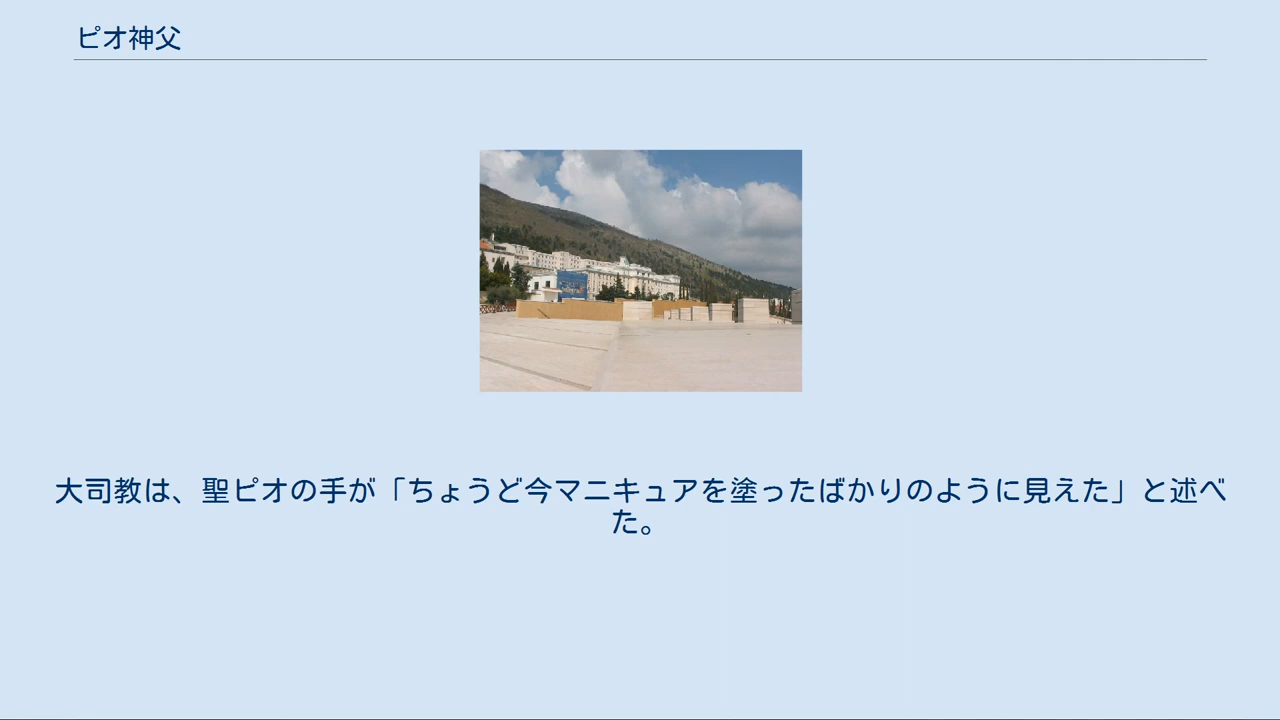 ピオ神父
大司教は、聖ピオの手が「ちょうど今マニキュアを塗ったばかりのように見えた」と述べ
た。